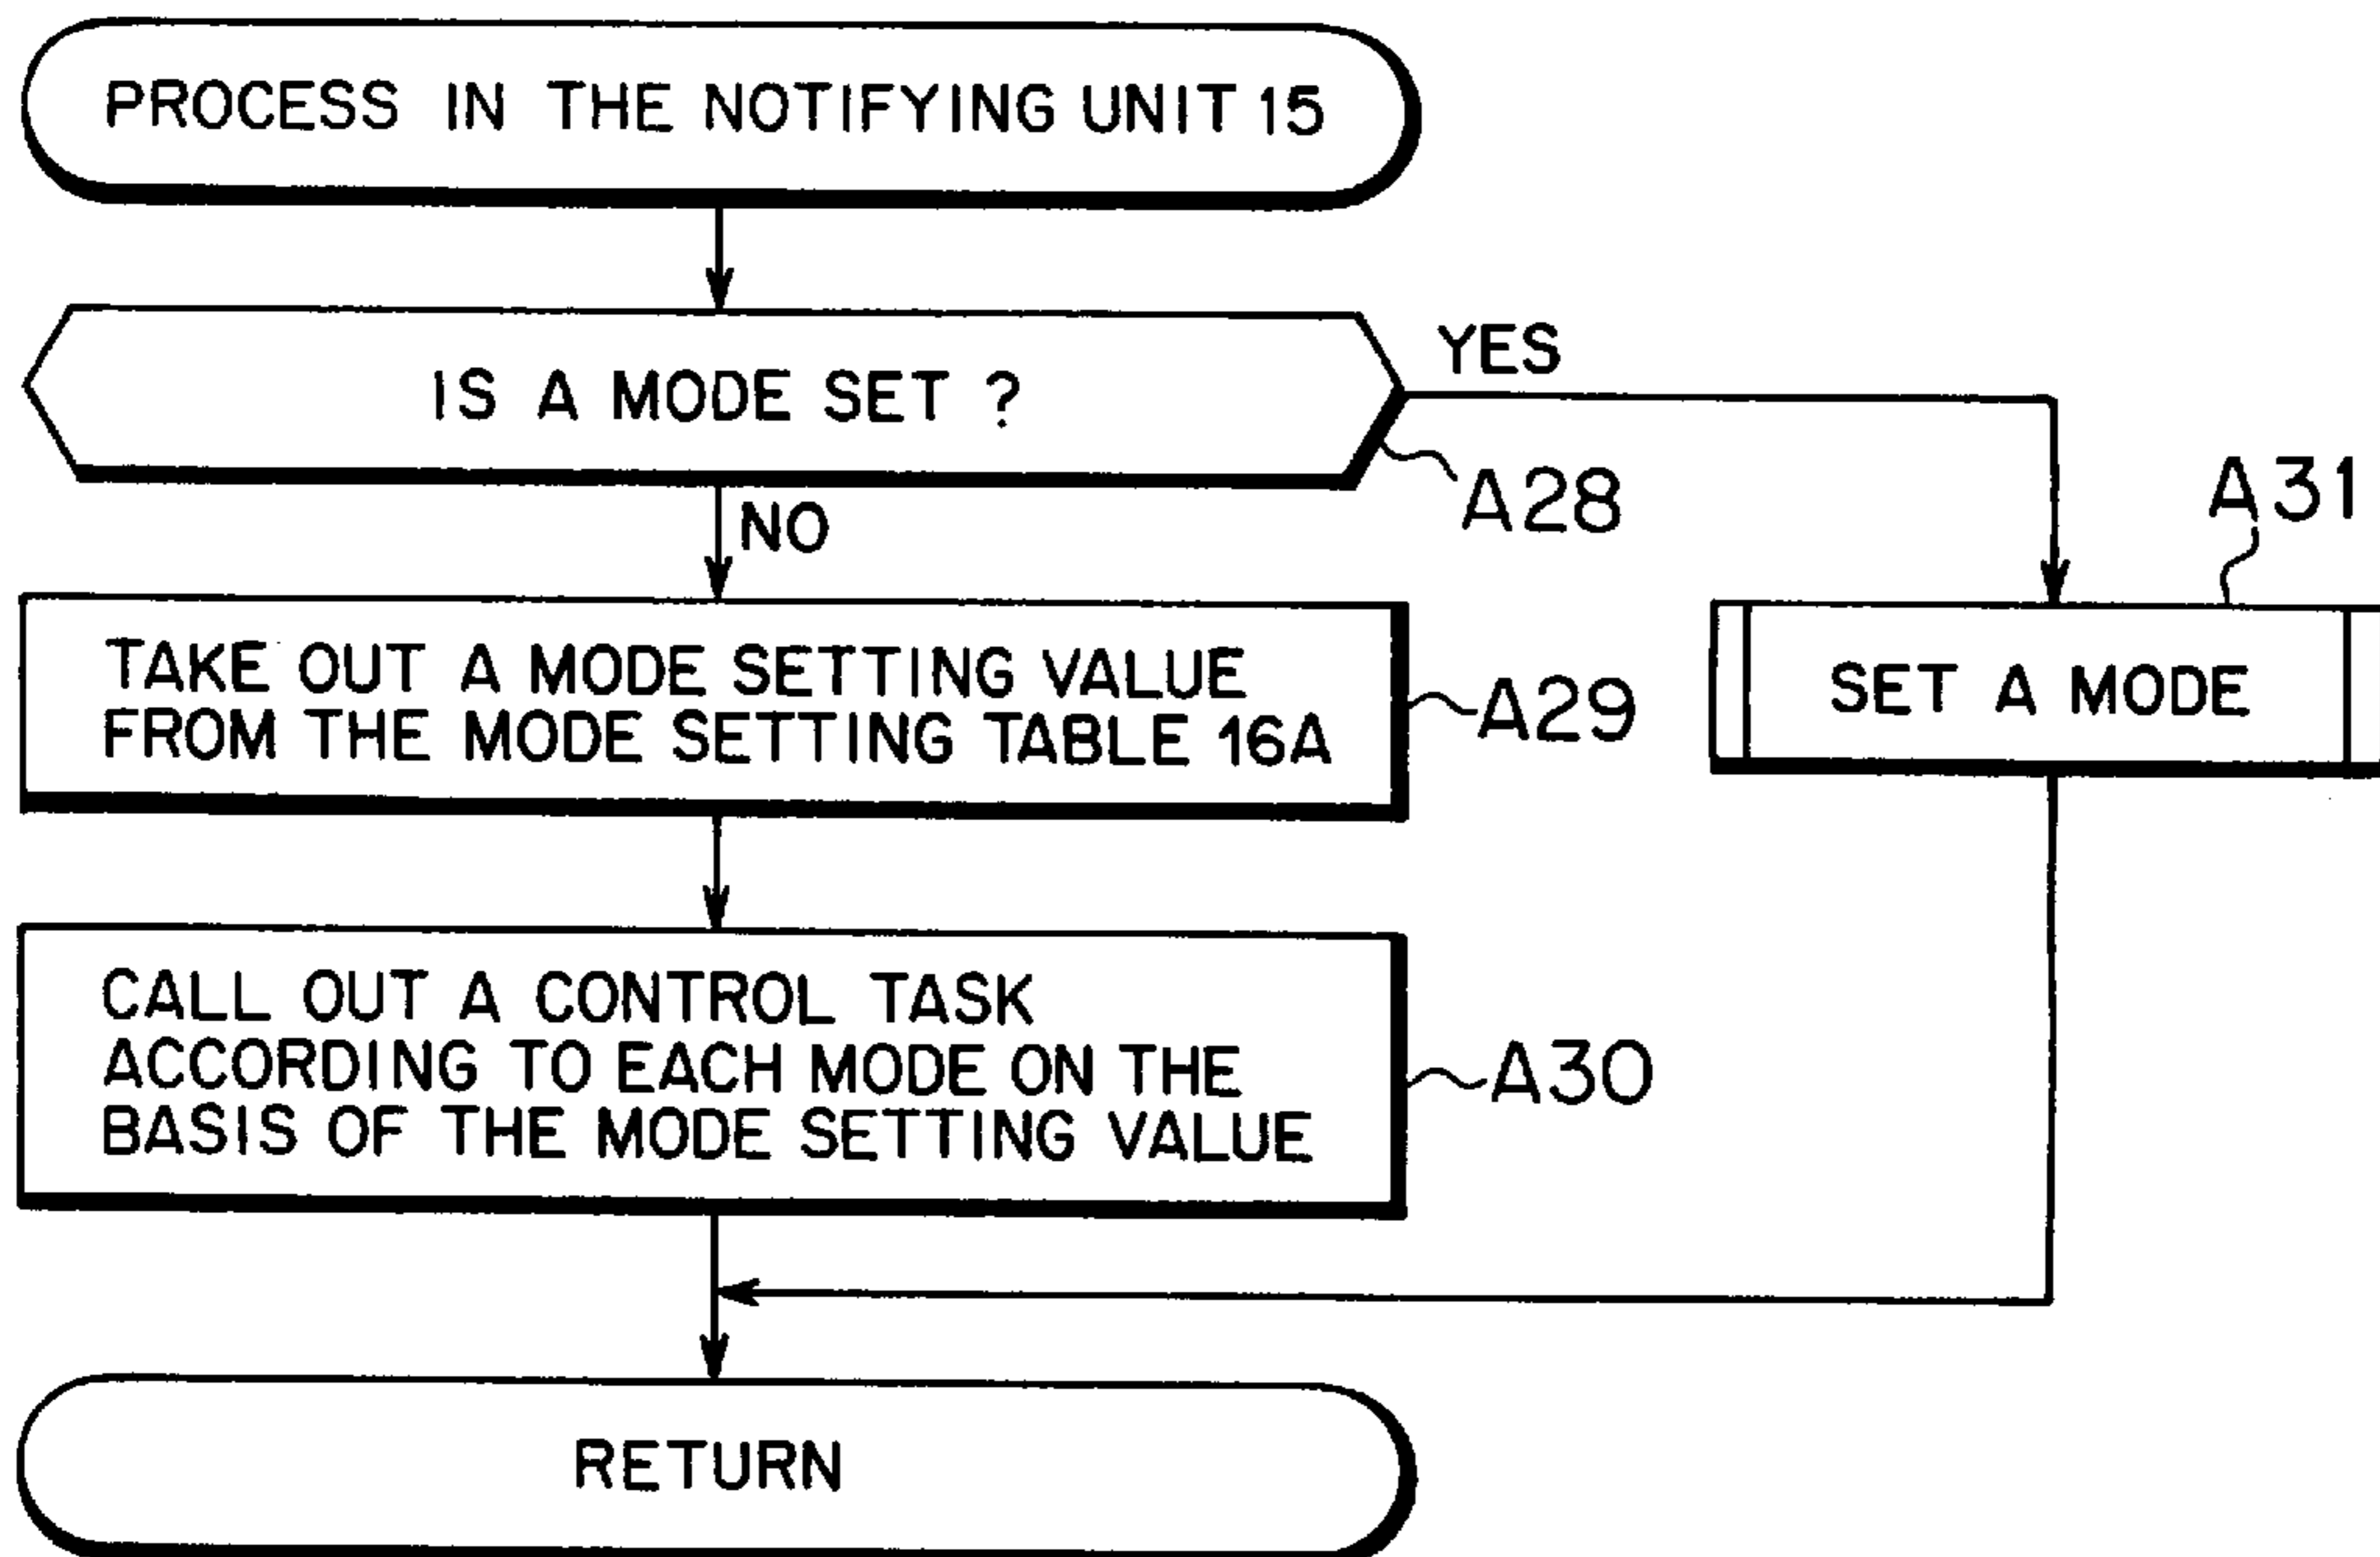 PROCESS IN THE NOTIFYING UNIT 15
IS A MODE SET ?
YES
A28
NO
A31
TAKE OUT A MODE SETTING VALUE
FROM THE MODE SETTING TABLE 16A
A29
SET A MODE
CALL OUT A CONTROL TASK
ACCORDING TO EACH MODE ON THE
BASIS OF THE MODE SETTING VALUE
A30
RETURN